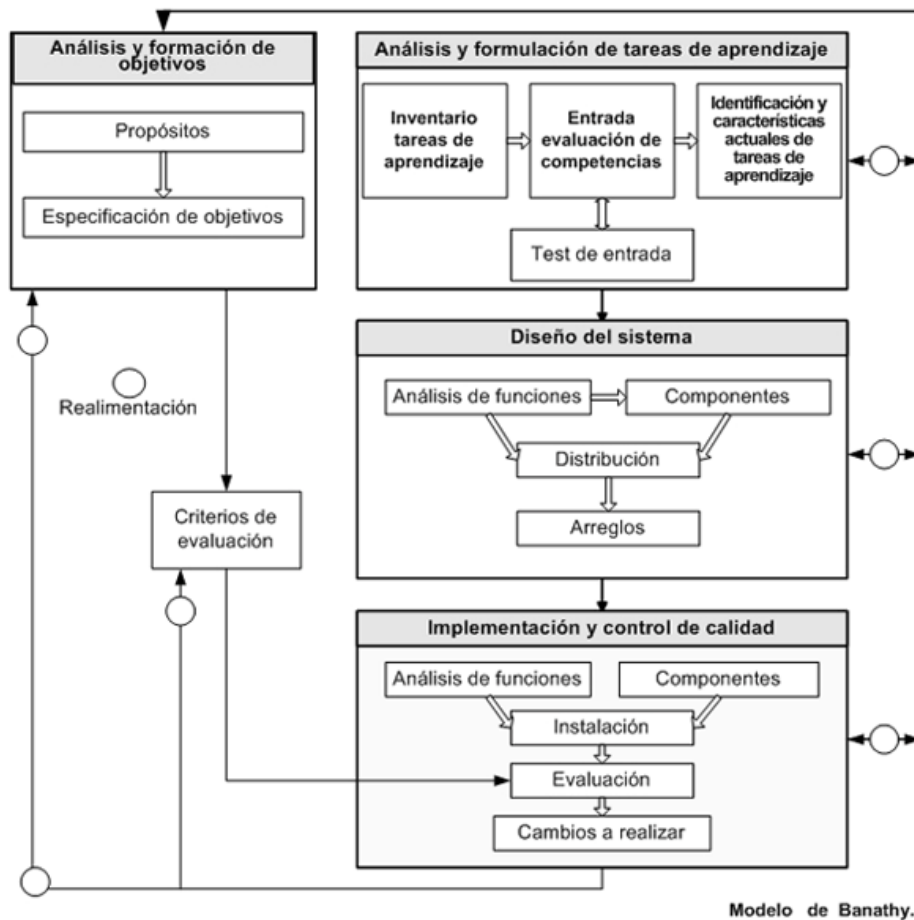 Análisis y formación de
objetivos
Propósitos
Especificación de objetivos
Realimentación
Criterios de
evaluación
Análisis y formulación de tareas de aprendizaje
Inventario
tareas de
aprendizaje
Entrada
evaluación de
competencias
Identificación y
características
actuales de
tareas de
aprendizaje
Test de entrada
Diseño del sistema
Análisis de funciones
Componentes
Distribución
Arreglos
Implementación y control de calidad
Análisis de funciones
Componentes
Instalación
Evaluación
Cambios a realizar
Modelo de Banathy.